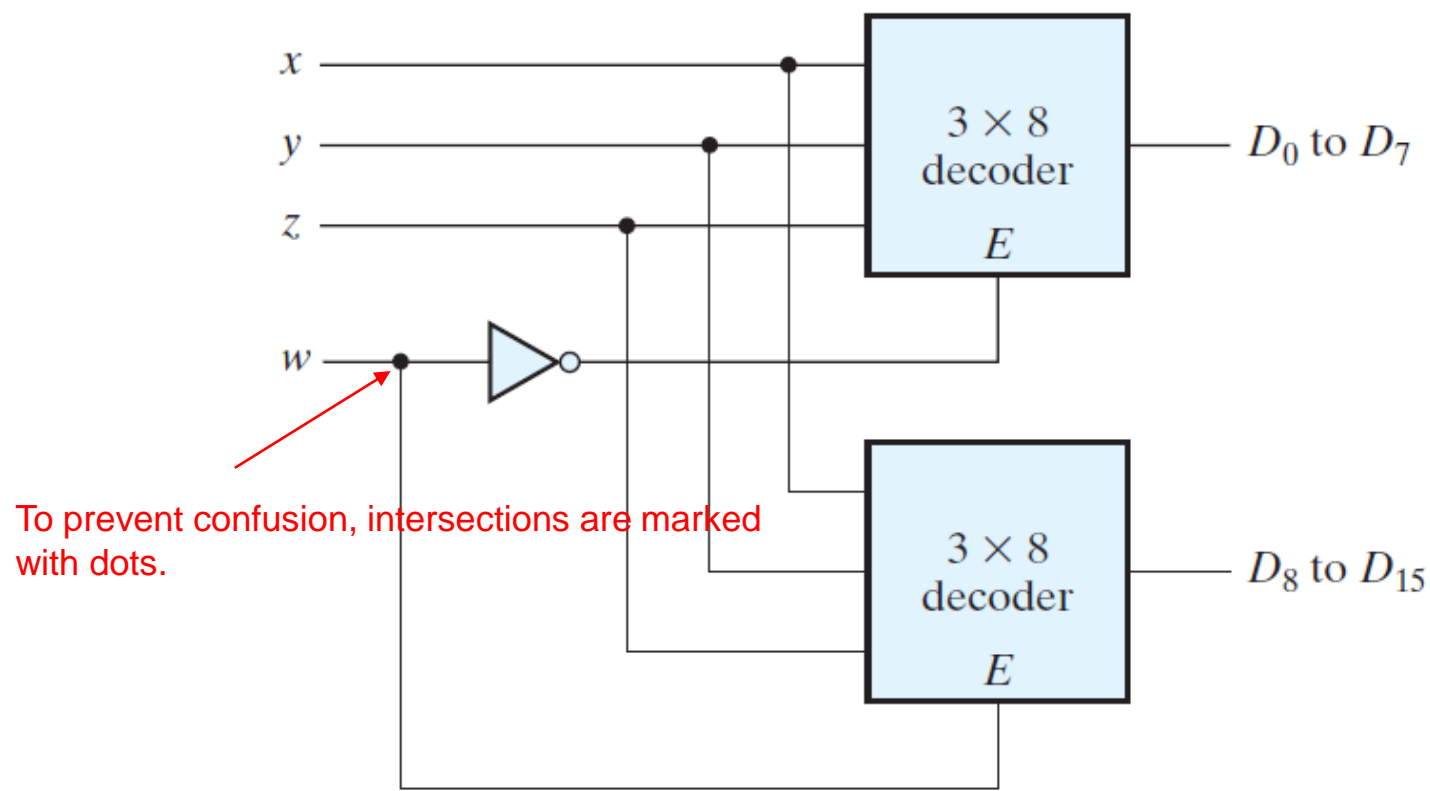 x
y
z
w
3 × 8
decoder
E
D₀ to D₇
To prevent confusion, intersections are marked
with dots.
3 × 8
decoder
E
D₈ to D₁₅